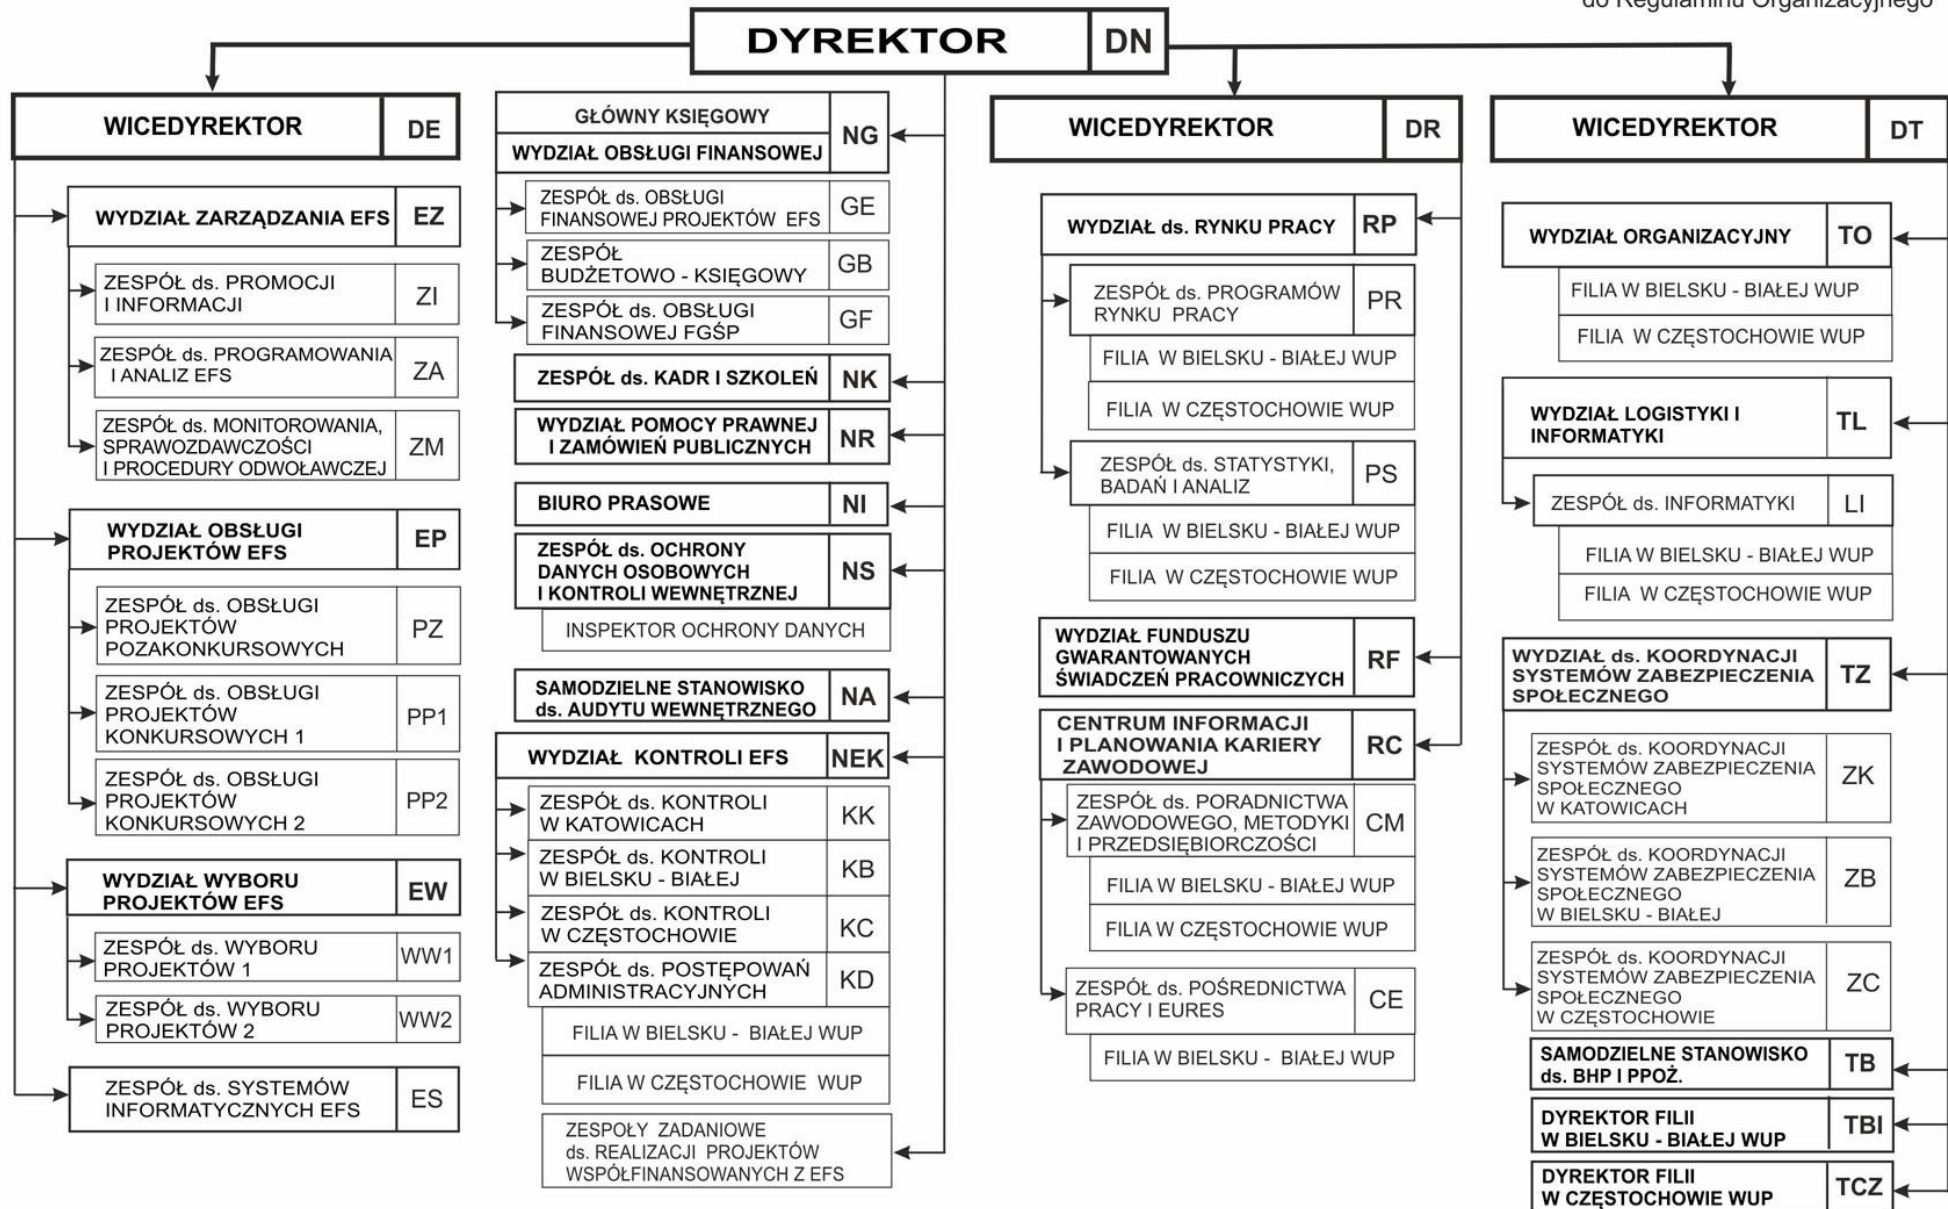 do Regulaminu Organizacyjnego
DYREKTOR DN
WICEDYREKTOR DE
WYDZIAŁ ZARZĄDZANIA EFS EZ
ZESPÓŁ ds. PROMOCJI
I INFORMACJI
ZI
ZESPÓŁ ds. PROGRAMOWANIA
I ANALIZ EFS
ZA
ZESPÓŁ ds. MONITOROWANIA,
SPRAWOZDAWCZOŚCI
I PROCEDURY ODWOŁAWCZEJ
ZM
WYDZIAŁ OBSŁUGI
PROJEKTÓW EFS
EP
ZESPÓŁ ds. OBSŁUGI
PROJEKTÓW
POZAKONKURSOWYCH
PZ
ZESPÓŁ ds. OBSŁUGI
PROJEKTÓW
KONKURSOWYCH 1
PP1
ZESPÓŁ ds. OBSŁUGI
PROJEKTÓW
KONKURSOWYCH 2
PP2
WYDZIAŁ WYBORU
PROJEKTÓW EFS
EW
ZESPÓŁ ds. WYBORU
PROJEKTÓW 1
WW1
ZESPÓŁ ds. WYBORU
PROJEKTÓW 2
WW2
ZESPÓŁ ds. SYSTEMÓW
INFORMATYCZNYCH EFS
ES
GŁÓWNY KSIĘGOWY
WYDZIAŁ OBSŁUGI FINANSOWEJ
NG
ZESPÓŁ ds. OBSŁUGI
FINANSOWEJ PROJEKTÓW EFS
GE
ZESPÓŁ
BUDŻETOWO - KSIĘGOWY
GB
ZESPÓŁ ds. OBSŁUGI
FINANSOWEJ FGŚP
GF
ZESPÓŁ ds. KADR I SZKOLEŃ NK
WYDZIAŁ POMOCY PRAWNEJ
I ZAMÓWIEŃ PUBLICZNYCH
NR
BIURO PRASOWE NI
ZESPÓŁ ds. OCHRONY
DANYCH OSOBOWYCH
I KONTROLI WEWNĘTRZNEJ
NS
INSPEKTOR OCHRONY DANYCH
SAMODZIELNE STANOWISKO
ds. AUDYTU WEWNĘTRZNEGO
NA
WYDZIAŁ KONTROLI EFS NEK
ZESPÓŁ ds. KONTROLI
W KATOWICACH
KK
ZESPÓŁ ds. KONTROLI
W BIELSKU - BIAŁEJ
KB
ZESPÓŁ ds. KONTROLI
W CZĘSTOCHOWIE
KC
ZESPÓŁ ds. POSTĘPOWAŃ
ADMINISTRACYJNYCH
KD
FILIA W BIELSKU - BIAŁEJ WUP
FILIA W CZĘSTOCHOWIE WUP
ZESPOŁY ZADANIOWE
ds. REALIZACJI PROJEKTÓW
WSPÓŁFINANSOWANYCH Z EFS
WICEDYREKTOR DR
WYDZIAŁ ds. RYNKU PRACY RP
ZESPÓŁ ds. PROGRAMÓW
RYNKU PRACY
PR
FILIA W BIELSKU - BIAŁEJ WUP
FILIA W CZĘSTOCHOWIE WUP
ZESPÓŁ ds. STATYSTYKI,
BADAŃ I ANALIZ
PS
FILIA W BIELSKU - BIAŁEJ WUP
FILIA W CZĘSTOCHOWIE WUP
WYDZIAŁ FUNDUSZU
GWARANTOWANYCH
ŚWIADCZEŃ PRACOWNICZYCH
RF
CENTRUM INFORMACJI
I PLANOWANIA KARIERY
ZAWODOWEJ
RC
ZESPÓŁ ds. PORADNICTWA
ZAWODOWEGO, METODYKI
I PRZEDSIĘBIORCZOŚCI
CM
FILIA W BIELSKU - BIAŁEJ WUP
FILIA W CZĘSTOCHOWIE WUP
ZESPÓŁ ds. POŚREDNICTWA
PRACY I EURES
CE
FILIA W BIELSKU - BIAŁEJ WUP
WICEDYREKTOR DT
WYDZIAŁ ORGANIZACYJNY TO
FILIA W BIELSKU - BIAŁEJ WUP
FILIA W CZĘSTOCHOWIE WUP
WYDZIAŁ LOGISTYKI I
INFORMATYKI
TL
ZESPÓŁ ds. INFORMATYKI LI
FILIA W BIELSKU - BIAŁEJ WUP
FILIA W CZĘSTOCHOWIE WUP
WYDZIAŁ ds. KOORDYNACJI
SYSTEMÓW ZABEZPIECZENIA
SPOŁECZNEGO
TZ
ZESPÓŁ ds. KOORDYNACJI
SYSTEMÓW ZABEZPIECZENIA
SPOŁECZNEGO
W KATOWICACH
ZK
ZESPÓŁ ds. KOORDYNACJI
SYSTEMÓW ZABEZPIECZENIA
SPOŁECZNEGO
W BIELSKU - BIAŁEJ
ZB
ZESPÓŁ ds. KOORDYNACJI
SYSTEMÓW ZABEZPIECZENIA
SPOŁECZNEGO
W CZĘSTOCHOWIE
ZC
SAMODZIELNE STANOWISKO
ds. BHP I PPOŻ.
TB
DYREKTOR FILII
W BIELSKU - BIAŁEJ WUP
TBI
DYREKTOR FILII
W CZĘSTOCHOWIE WUP
TCZ